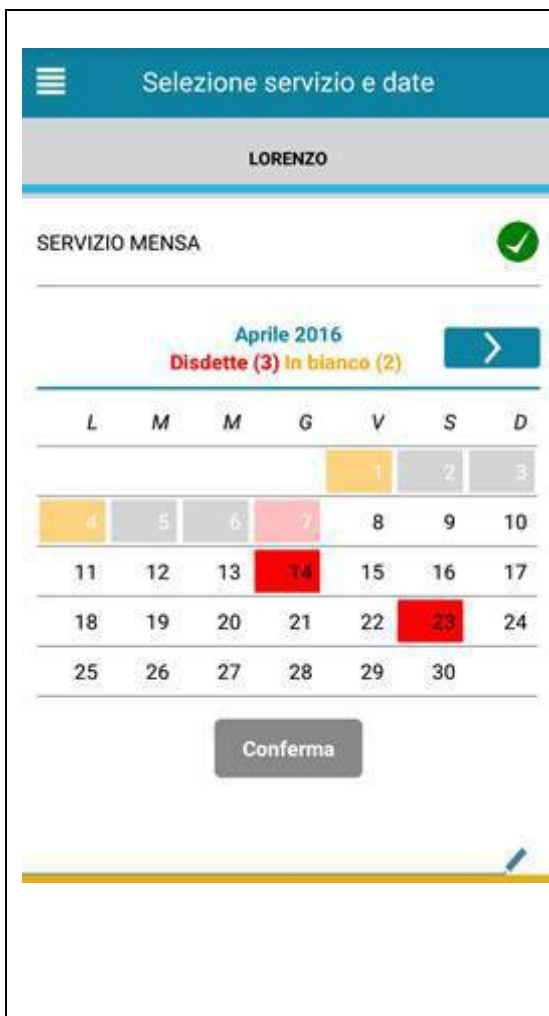 Selezione servizio e date
LORENZO
SERVIZIO MENSA
Aprile 2016
Disdette (3) In bianco (2)
L M M G V S D
1 2 3
4 5 6 7 8 9 10
11 12 13 14 15 16 17
18 19 20 21 22 23 24
25 26 27 28 29 30
Conferma